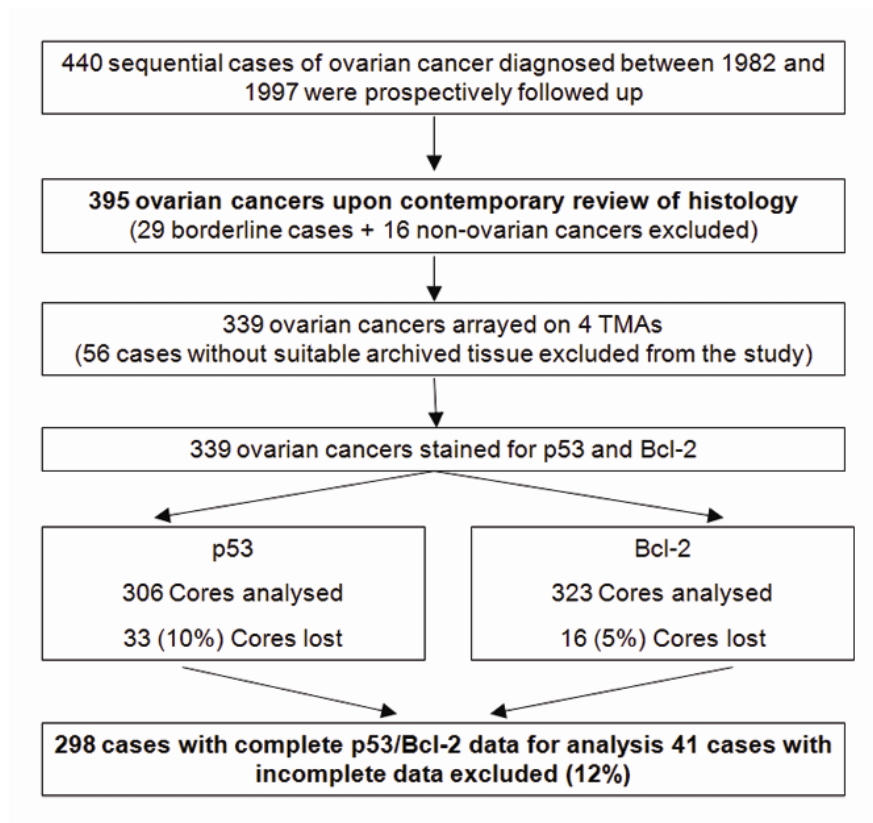 440 sequential cases of ovarian cancer diagnosed between 1982 and
1997 were prospectively followed up
395 ovarian cancers upon contemporary review of histology
(29 borderline cases + 16 non-ovarian cancers excluded)
339 ovarian cancers arrayed on 4 TMAs
(56 cases without suitable archived tissue excluded from the study)
339 ovarian cancers stained for p53 and Bcl-2
p53
306 Cores analysed
33 (10%) Cores lost
Bcl-2
323 Cores analysed
16 (5%) Cores lost
298 cases with complete p53/Bcl-2 data for analysis 41 cases with
incomplete data excluded (12%)